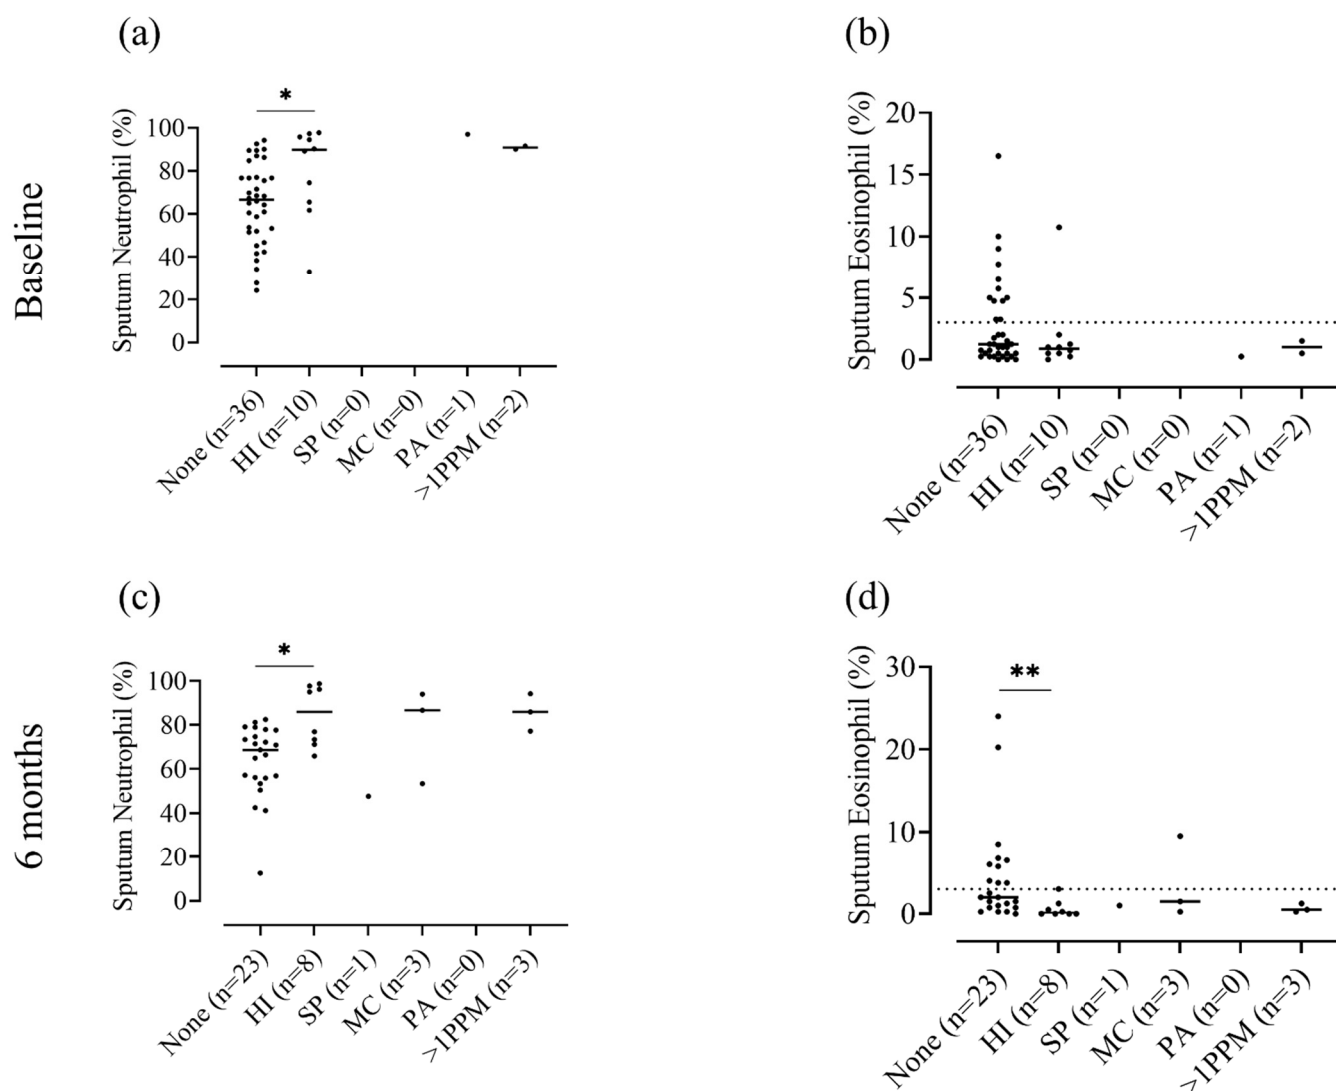 (a)
(b)
Baseline
Sputum Neutrophil (%)
100
80
60
40
20
0
*
None (n=36)
HI (n=10)
SP (n=0)
MC (n=0)
PA (n=1)
>1PPM (n=2)
Sputum Eosinophil (%)
20
15
10
5
0
None (n=36)
HI (n=10)
SP (n=0)
MC (n=0)
PA (n=1)
>1PPM (n=2)
(c)
(d)
6 months
Sputum Neutrophil (%)
100
80
60
40
20
0
*
None (n=23)
HI (n=8)
SP (n=1)
MC (n=3)
PA (n=0)
>1PPM (n=3)
Sputum Eosinophil (%)
30
20
10
0
**
None (n=23)
HI (n=8)
SP (n=1)
MC (n=3)
PA (n=0)
>1PPM (n=3)